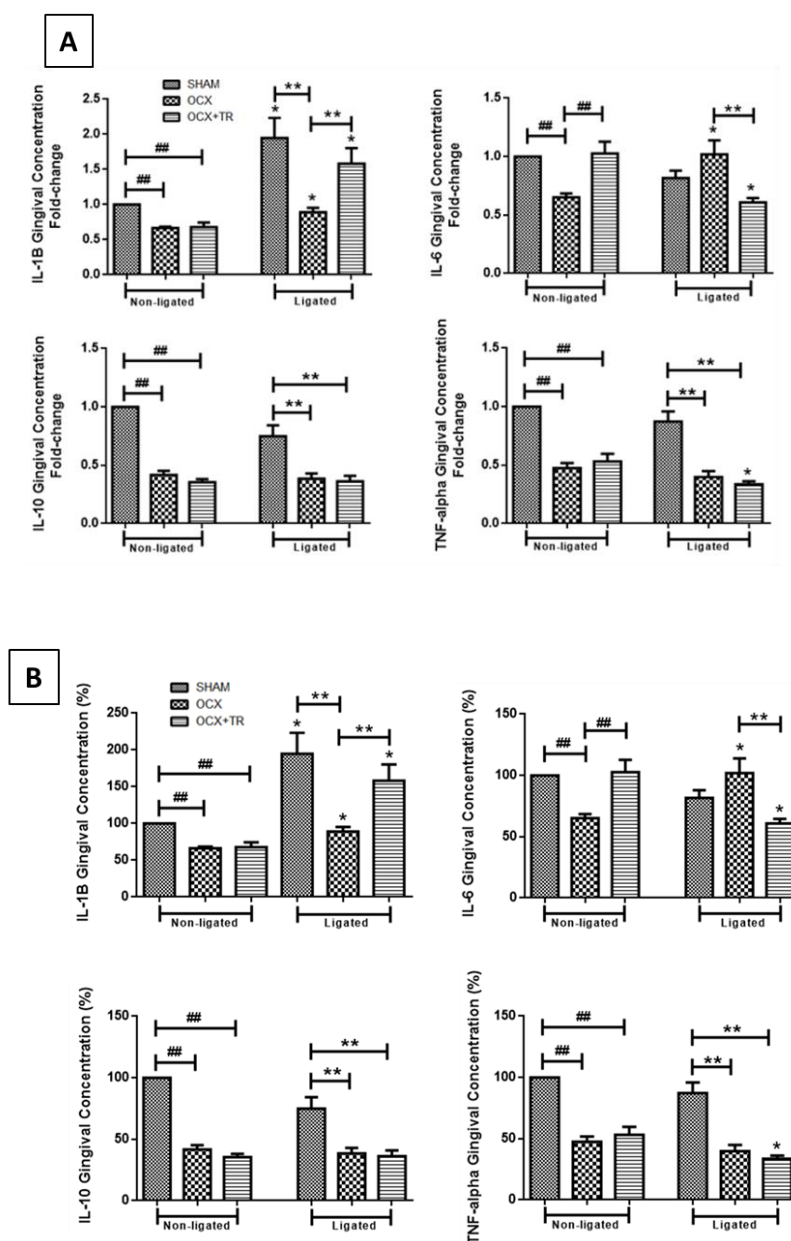 A
IL-1B Gingival Concentration
Fold-change
2.5
2.0
1.5
1.0
0.5
0.0
SHAM
OCX
OCX+TR
##
##
*
**
*
**
*
Non-ligated
Ligated
IL-6 Gingival Concentration
Fold-change
1.5
1.0
0.5
0.0
##
##
*
**
*
Non-ligated
Ligated
IL-10 Gingival Concentration
Fold-change
1.5
1.0
0.5
0.0
##
##
**
**
Non-ligated
Ligated
TNF-alpha Gingival Concentration
Fold-change
1.5
1.0
0.5
0.0
##
##
**
**
*
Non-ligated
Ligated
B
IL-1B Gingival Concentration (%)
250
200
150
100
50
0
SHAM
OCX
OCX+TR
##
##
*
**
*
**
*
Non-ligated
Ligated
IL-6 Gingival Concentration (%)
150
100
50
0
##
##
*
**
*
Non-ligated
Ligated
IL-10 Gingival Concentration (%)
150
100
50
0
##
##
**
**
Non-ligated
Ligated
TNF-alpha Gingival Concentration (%)
150
100
50
0
##
##
**
**
*
Non-ligated
Ligated